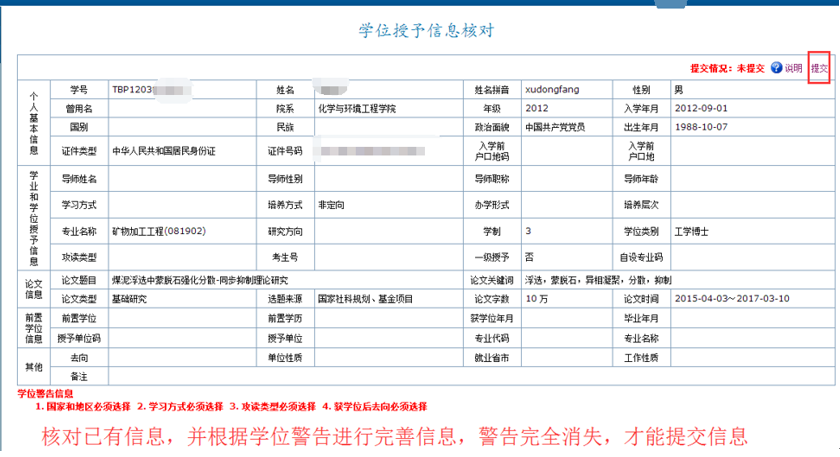 学位授予信息核对
提交情况：未提交 说明 提交
个人基本信息
学号 TBP1203 姓名 姓名拼音 xudongfang 性别 男
曾用名 院系 化学与环境工程学院 年级 2012 入学年月 2012-09-01
国别 民族 政治面貌 中国共产党党员 出生年月 1988-10-07
证件类型 中华人民共和国居民身份证 证件号码 入学前户口地码 入学前户口地
学业和学位授予信息
导师姓名 导师性别 导师职称 导师年龄
学习方式 培养方式 非定向 办学形式 培养层次
专业名称 矿物加工工程(081902) 研究方向 学制 3 学位类别 工学博士
攻读类型 考生号 一级授予 否 自设专业码
论文信息
论文题目 煤泥浮选中蒙脱石强化分散-同步抑制理论研究 论文关键词 浮选，蒙脱石，异相凝聚，分散，抑制
论文类型 基础研究 选题来源 国家社科规划、基金项目 论文字数 10 万 论文时间 2015-04-03～2017-03-10
前置学位信息
前置学位 前置学历 获学位年月 毕业年月
授予单位码 授予单位 专业代码 专业名称
其他
去向 单位性质 就业省市 工作性质
备注
学位警告信息
1. 国家和地区必须选择 2. 学习方式必须选择 3. 攻读类型必须选择 4. 获学位后去向必须选择
核对已有信息，并根据学位警告进行完善信息，警告完全消失，才能提交信息